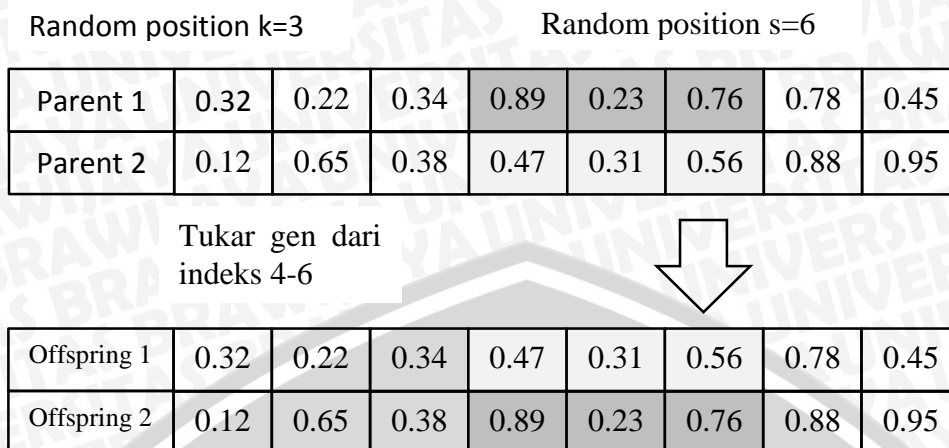 Random position k=3 Random position s=6
Parent 1 0.32 0.22 0.34 0.89 0.23 0.76 0.78 0.45
Parent 2 0.12 0.65 0.38 0.47 0.31 0.56 0.88 0.95
Tukar gen dari
indeks 4-6
Offspring 1 0.32 0.22 0.34 0.47 0.31 0.56 0.78 0.45
Offspring 2 0.12 0.65 0.38 0.89 0.23 0.76 0.88 0.95